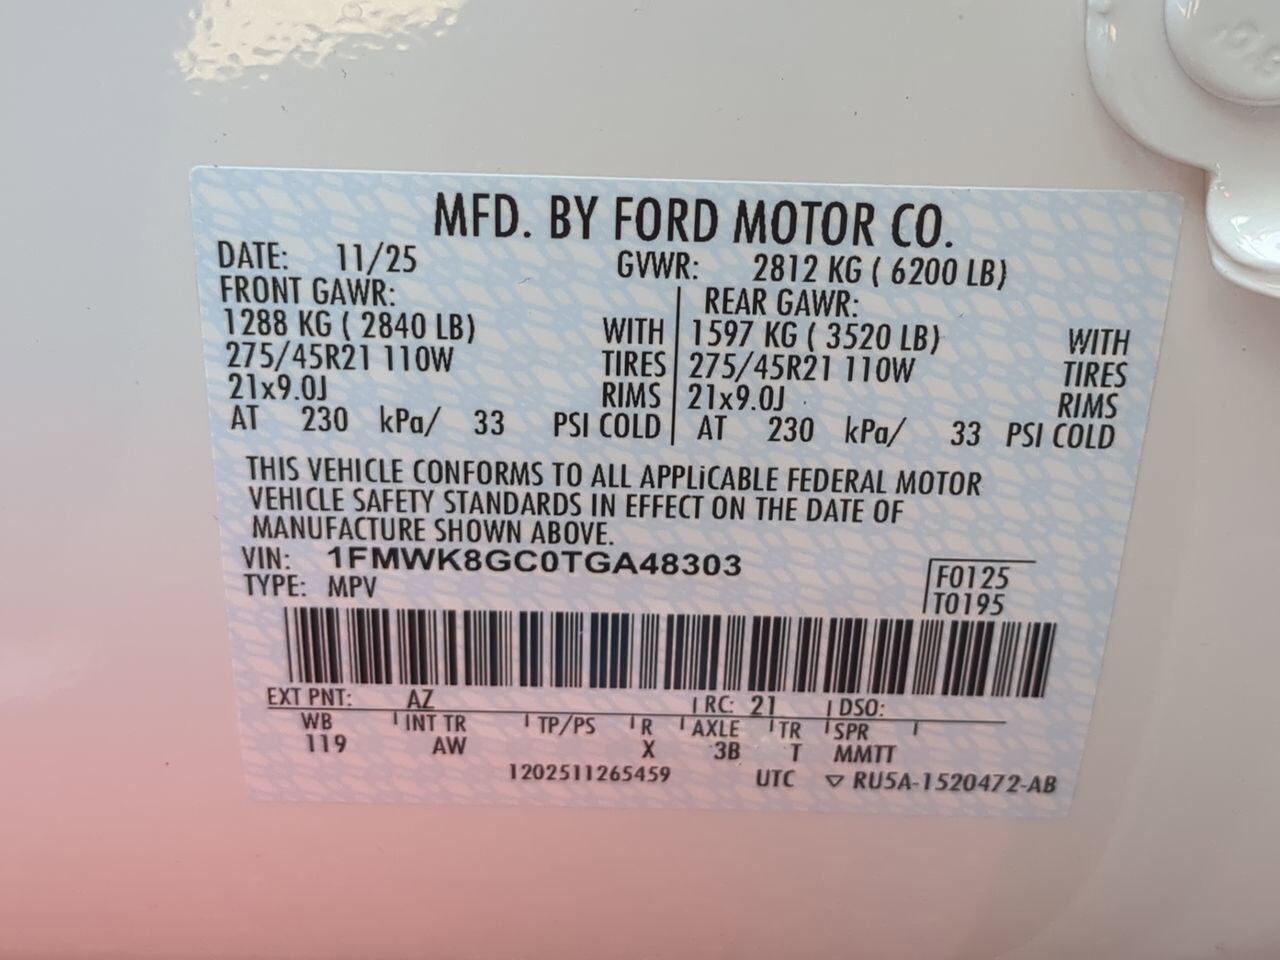 MFD. BY FORD MOTOR CO.
DATE: 11/25 GVWR: 2812 KG ( 6200 LB)
FRONT GAWR: REAR GAWR:
1288 KG ( 2840 LB) WITH 1597 KG ( 3520 LB) WITH
275/45R21 110W TIRES 275/45R21 110W TIRES
21x9.0J RIMS 21x9.0J RIMS
AT 230 kPa/ 33 PSI COLD AT 230 kPa/ 33 PSI COLD
THIS VEHICLE CONFORMS TO ALL APPLiCABLE FEDERAL MOTOR
VEHICLE SAFETY STANDARDS IN EFFECT ON THE DATE OF
MANUFACTURE SHOWN ABOVE.
VIN: 1FMWK8GC0TGA48303
TYPE: MPV
F0125
T0195
EXT PNT: AZ RC: 21 DSO:
WB INT TR TP/PS R AXLE TR SPR
119 AW X 3B T MMTT
1202511265459 UTC ▽ RU5A-1520472-AB